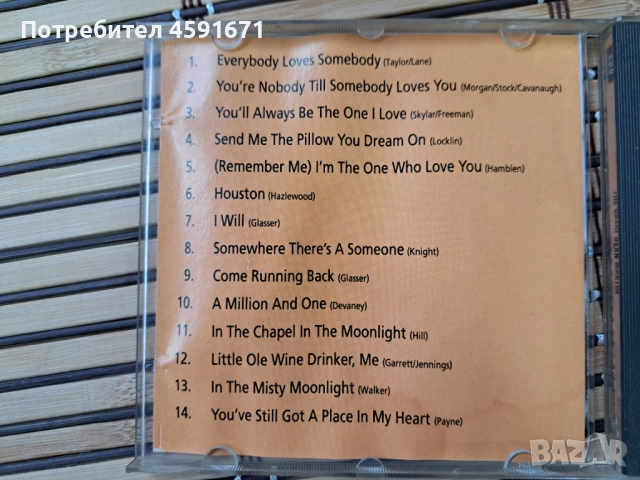 Потребител 4591671
1. Everybody Loves Somebody (Taylor/Lane)
2. You're Nobody Till Somebody Loves You (Morgan/Stock/Cavanaugh)
3. You'll Always Be The One I Love (Skylar/Freeman)
4. Send Me The Pillow You Dream On (Locklin)
5. (Remember Me) I'm The One Who Love You (Hamblen)
6. Houston (Hazlewood)
7. I Will (Glasser)
8. Somewhere There's A Someone (Knight)
9. Come Running Back (Glasser)
10. A Million And One (Devaney)
11. In The Chapel In The Moonlight (Hill)
12. Little Ole Wine Drinker, Me (Garrett/Jennings)
13. In The Misty Moonlight (Walker)
14. You've Still Got A Place In My Heart (Payne)
BAZAR